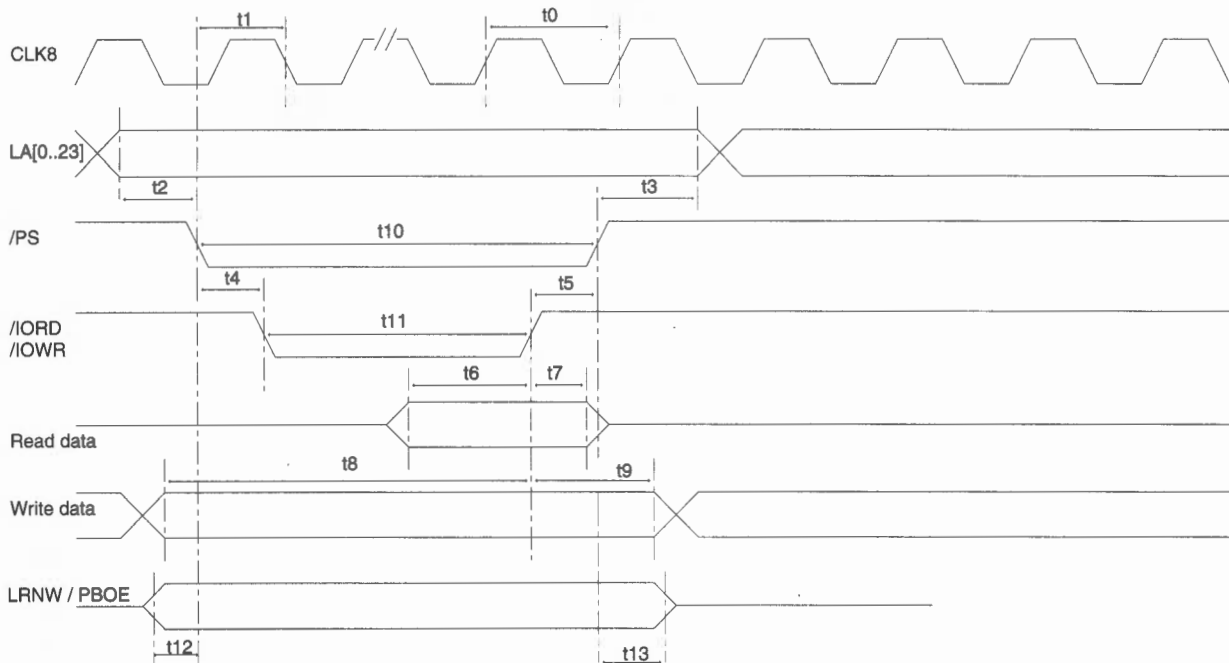 t1
t0
CLK8
LA[0..23]
t2
t3
/PS
t10
t4
t5
/IORD
/IOWR
t11
t6
t7
Read data
t8
t9
Write data
LRNW / PBOE
t12
t13